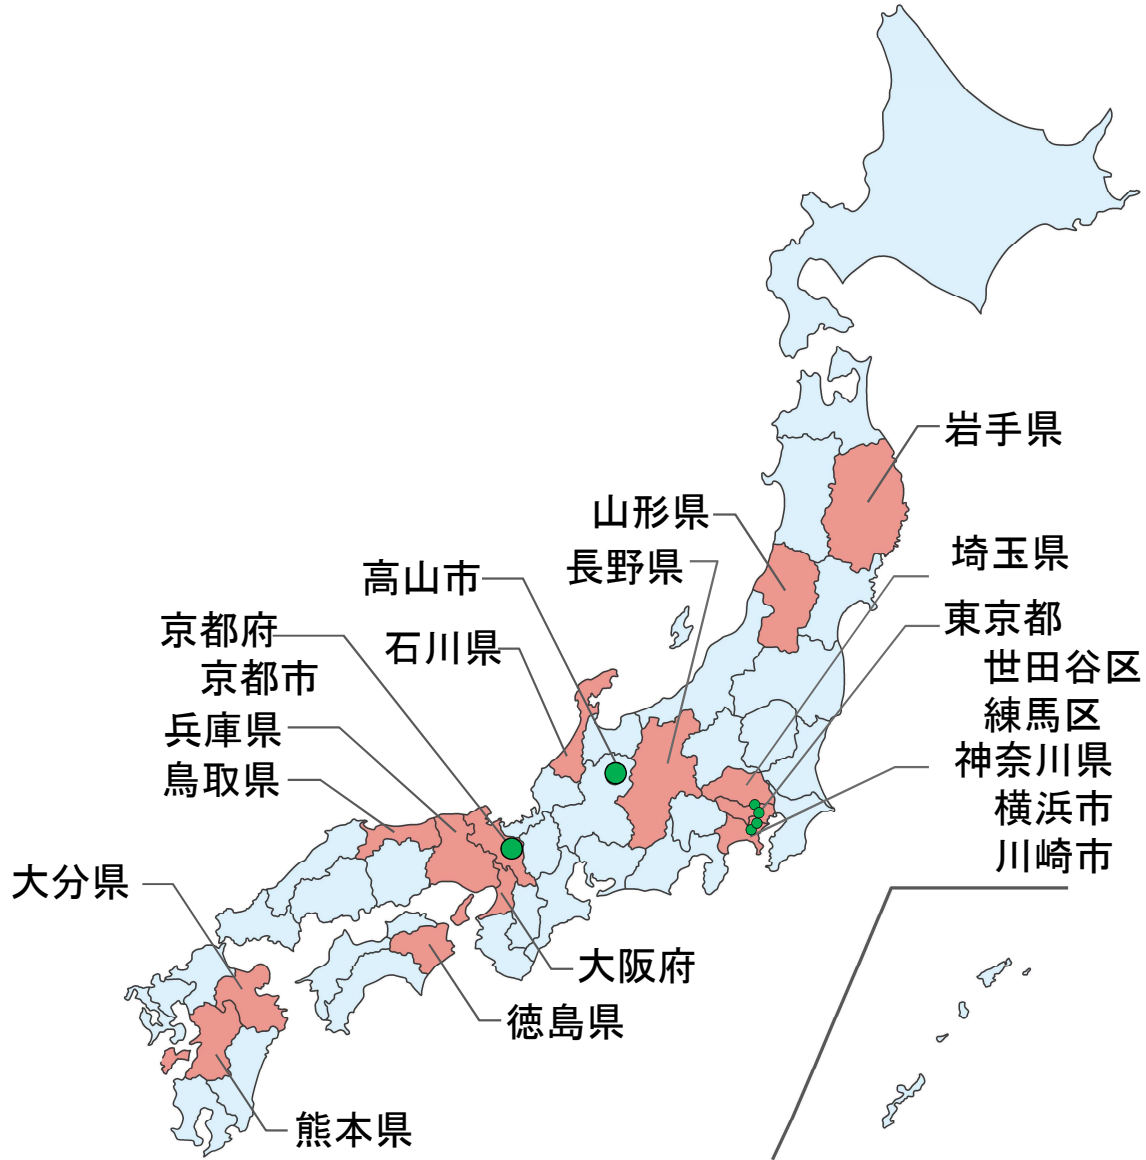 岩手県
山形県
長野県
埼玉県
高山市
東京都
京都府
石川県
世田谷区
京都市
練馬区
兵庫県
神奈川県
鳥取県
横浜市
川崎市
大分県
大阪府
徳島県
熊本県